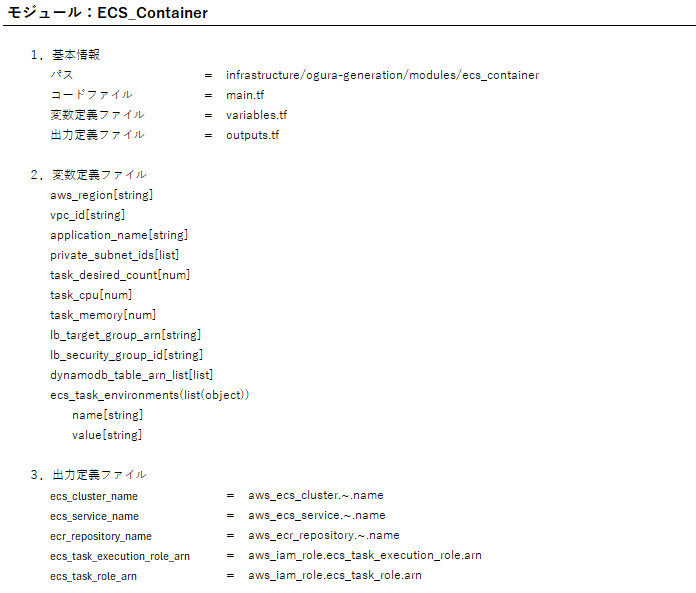 モジュール：ECS_Container
1．基本情報
パス = infrastructure/ogura-generation/modules/ecs_container
コードファイル = main.tf
変数定義ファイル = variables.tf
出力定義ファイル = outputs.tf
2．変数定義ファイル
aws_region[string]
vpc_id[string]
application_name[string]
private_subnet_ids[list]
task_desired_count[num]
task_cpu[num]
task_memory[num]
lb_target_group_arn[string]
lb_security_group_id[string]
dynamodb_table_arn_list[list]
ecs_task_environments(list(object))
name[string]
value[string]
3．出力定義ファイル
ecs_cluster_name = aws_ecs_cluster.~.name
ecs_service_name = aws_ecs_service.~.name
ecr_repository_name = aws_ecr_repository.~.name
ecs_task_execution_role_arn = aws_iam_role.ecs_task_execution_role.arn
ecs_task_role_arn = aws_iam_role.ecs_task_role.arn